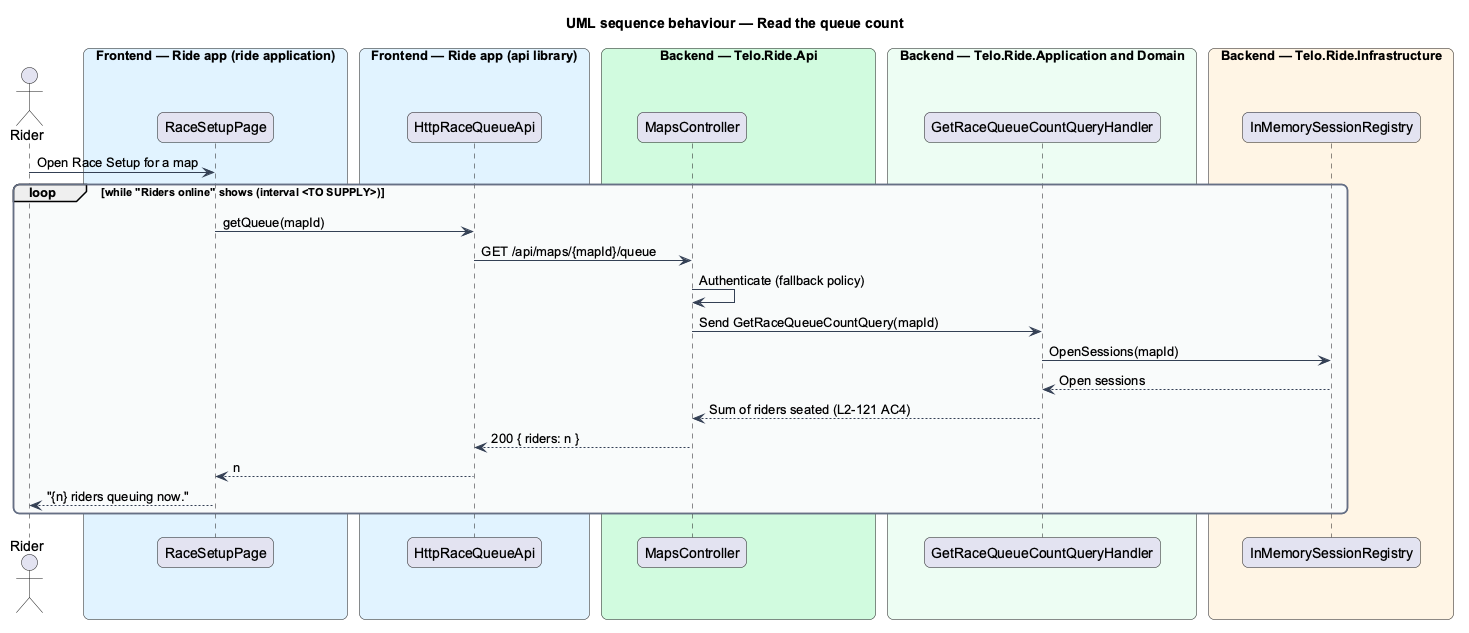 UML sequence behaviour — Read the queue count
Frontend — Ride app (ride application)
Frontend — Ride app (api library)
Backend — Telo.Ride.Api
Backend — Telo.Ride.Application and Domain
Backend — Telo.Ride.Infrastructure
Rider
RaceSetupPage
HttpRaceQueueApi
MapsController
GetRaceQueueCountQueryHandler
InMemorySessionRegistry
Open Race Setup for a map
loop
[while "Riders online" shows (interval <TO SUPPLY>)]
getQueue(mapId)
GET /api/maps/{mapId}/queue
Authenticate (fallback policy)
Send GetRaceQueueCountQuery(mapId)
OpenSessions(mapId)
Open sessions
Sum of riders seated (L2-121 AC4)
200 { riders: n }
n
"{n} riders queuing now."
Rider
RaceSetupPage
HttpRaceQueueApi
MapsController
GetRaceQueueCountQueryHandler
InMemorySessionRegistry